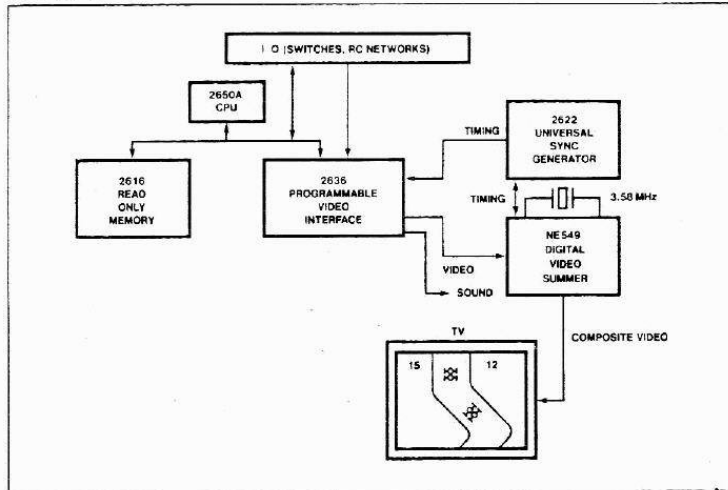 I O (SWITCHES, RC NETWORKS)
2650A
CPU
2622
UNIVERSAL
SYNC
GENERATOR
TIMING
2616
READ
ONLY
MEMORY
2636
PROGRAMMABLE
VIDEO
INTERFACE
TIMING
3.58 MHz
NE549
DIGITAL
VIDEO
SUMMER
VIDEO
SOUND
TV
COMPOSITE VIDEO
15 12